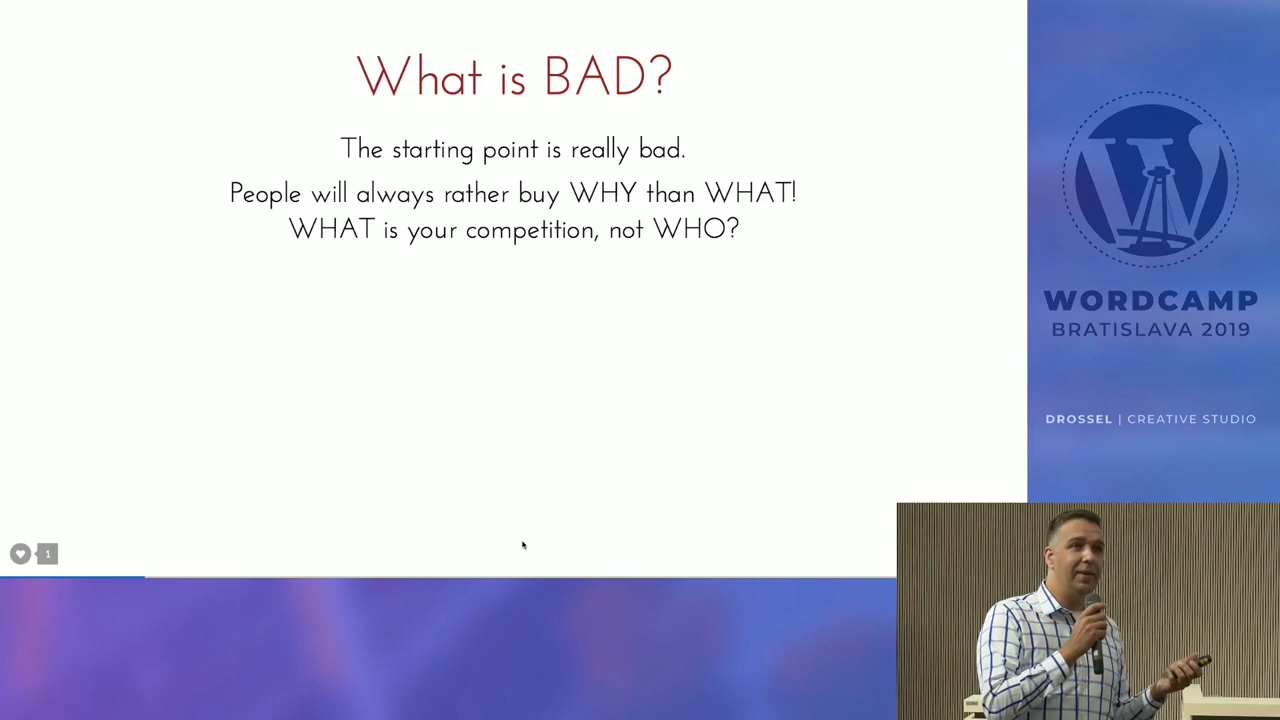 What is BAD?
The starting point is really bad.
People will always rather buy WHY than WHAT!
WHAT is your competition, not WHO?
1
W
WORDCAMP
BRATISLAVA 2019
DROSSEL | CREATIVE STUDIO